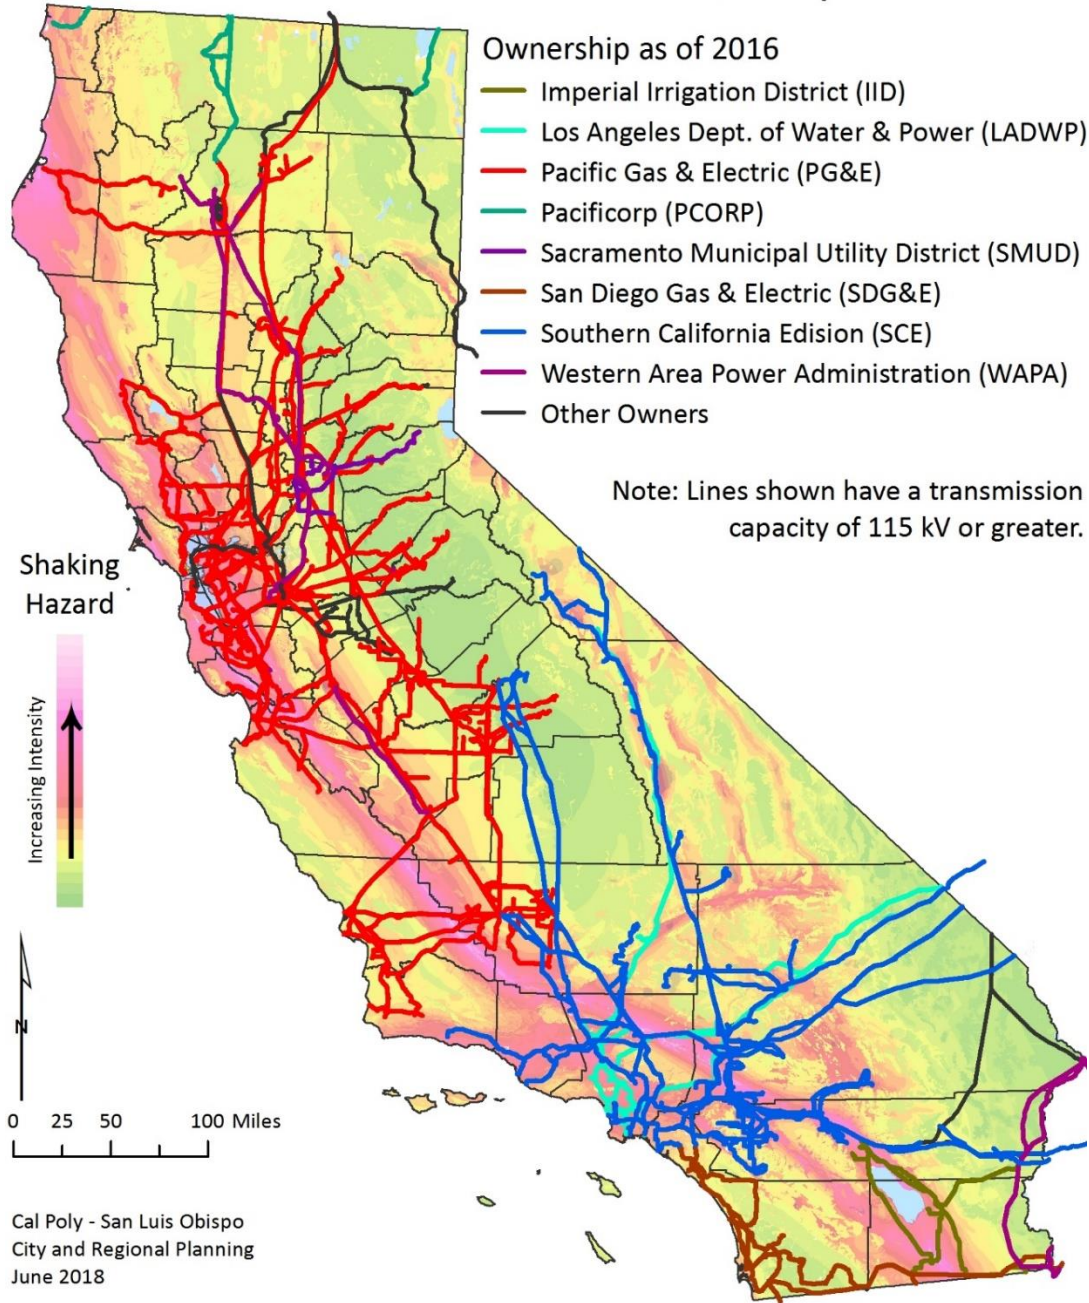 Ownership as of 2016
Imperial Irrigation District (IID)
Los Angeles Dept. of Water & Power (LADWP)
Pacific Gas & Electric (PG&E)
Pacificorp (PCORP)
Sacramento Municipal Utility District (SMUD)
San Diego Gas & Electric (SDG&E)
Southern California Edision (SCE)
Western Area Power Administration (WAPA)
Other Owners
Note: Lines shown have a transmission
capacity of 115 kV or greater.
Shaking
Hazard
Increasing Intensity
N
0 25 50 100 Miles
Cal Poly - San Luis Obispo
City and Regional Planning
June 2018